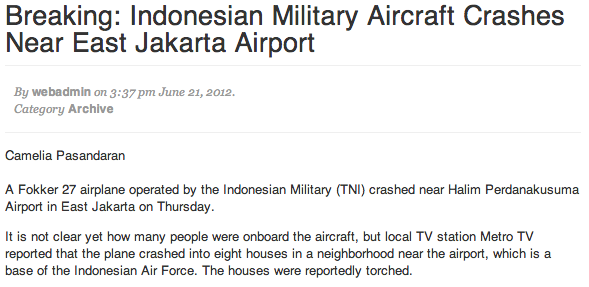 Breaking: Indonesian Military Aircraft Crashes
Near East Jakarta Airport
By webadmin on 3:37 pm June 21, 2012.
Category Archive
Camelia Pasandaran
A Fokker 27 airplane operated by the Indonesian Military (TNI) crashed near Halim Perdanakusuma
Airport in East Jakarta on Thursday.
It is not clear yet how many people were onboard the aircraft, but local TV station Metro TV
reported that the plane crashed into eight houses in a neighborhood near the airport, which is a
base of the Indonesian Air Force. The houses were reportedly torched.